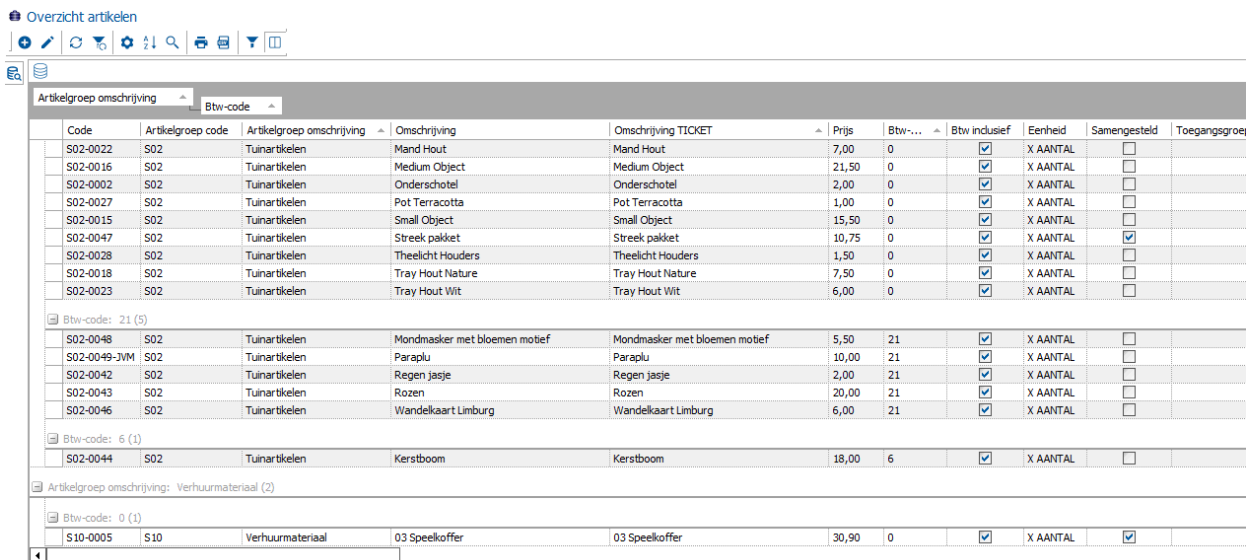 Overzicht artikelen
Artikelgroep omschrijving
Btw-code
Code Artikelgroep code Artikelgroep omschrijving Omschrijving Omschrijving TICKET Prijs Btw-... Btw inclusief Eenheid Samengesteld Toegangsgroep
S02-0022 S02 Tuinartikelen Mand Hout Mand Hout 7,00 0 X AANTAL
S02-0016 S02 Tuinartikelen Medium Object Medium Object 21,50 0 X AANTAL
S02-0002 S02 Tuinartikelen Onderschotel Onderschotel 2,00 0 X AANTAL
S02-0027 S02 Tuinartikelen Pot Terracotta Pot Terracotta 1,00 0 X AANTAL
S02-0015 S02 Tuinartikelen Small Object Small Object 15,50 0 X AANTAL
S02-0047 S02 Tuinartikelen Streek pakket Streek pakket 10,75 0 X AANTAL
S02-0028 S02 Tuinartikelen Theelicht Houders Theelicht Houders 1,50 0 X AANTAL
S02-0018 S02 Tuinartikelen Tray Hout Nature Tray Hout Nature 7,50 0 X AANTAL
S02-0023 S02 Tuinartikelen Tray Hout Wit Tray Hout Wit 6,00 0 X AANTAL
Btw-code: 21 (5)
S02-0048 S02 Tuinartikelen Mondmasker met bloemen motief Mondmasker met bloemen motief 5,50 21 X AANTAL
S02-0049-JVM S02 Tuinartikelen Paraplu Paraplu 10,00 21 X AANTAL
S02-0042 S02 Tuinartikelen Regen jasje Regen jasje 2,00 21 X AANTAL
S02-0043 S02 Tuinartikelen Rozen Rozen 20,00 21 X AANTAL
S02-0046 S02 Tuinartikelen Wandelkaart Limburg Wandelkaart Limburg 6,00 21 X AANTAL
Btw-code: 6 (1)
S02-0044 S02 Tuinartikelen Kerstboom Kerstboom 18,00 6 X AANTAL
Artikelgroep omschrijving: Verhuurmateriaal (2)
Btw-code: 0 (1)
S10-0005 S10 Verhuurmateriaal 03 Speelkoffer 03 Speelkoffer 30,90 0 X AANTAL